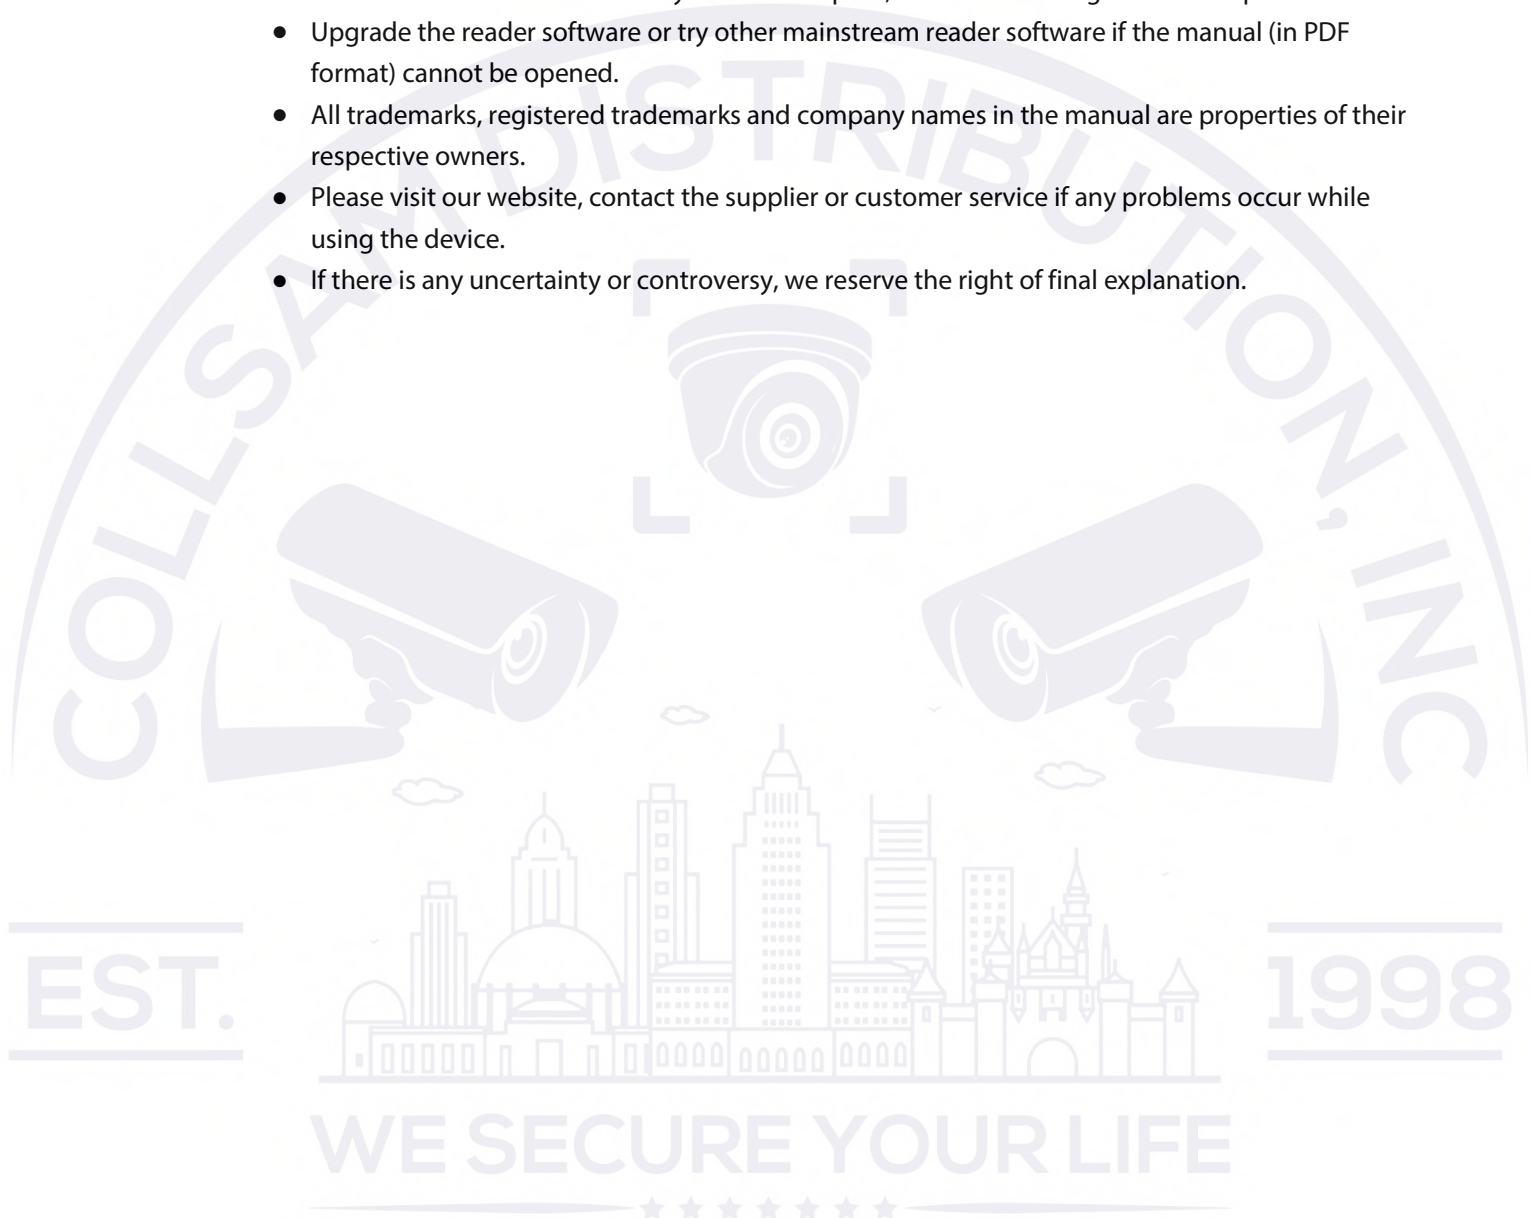 ● Upgrade the reader software or try other mainstream reader software if the manual (in PDF
format) cannot be opened.
● All trademarks, registered trademarks and company names in the manual are properties of their
respective owners.
● Please visit our website, contact the supplier or customer service if any problems occur while
using the device.
● If there is any uncertainty or controversy, we reserve the right of final explanation.
COLLSAM DISTRIBUTION, INC
EST.
1998
WE SECURE YOUR LIFE